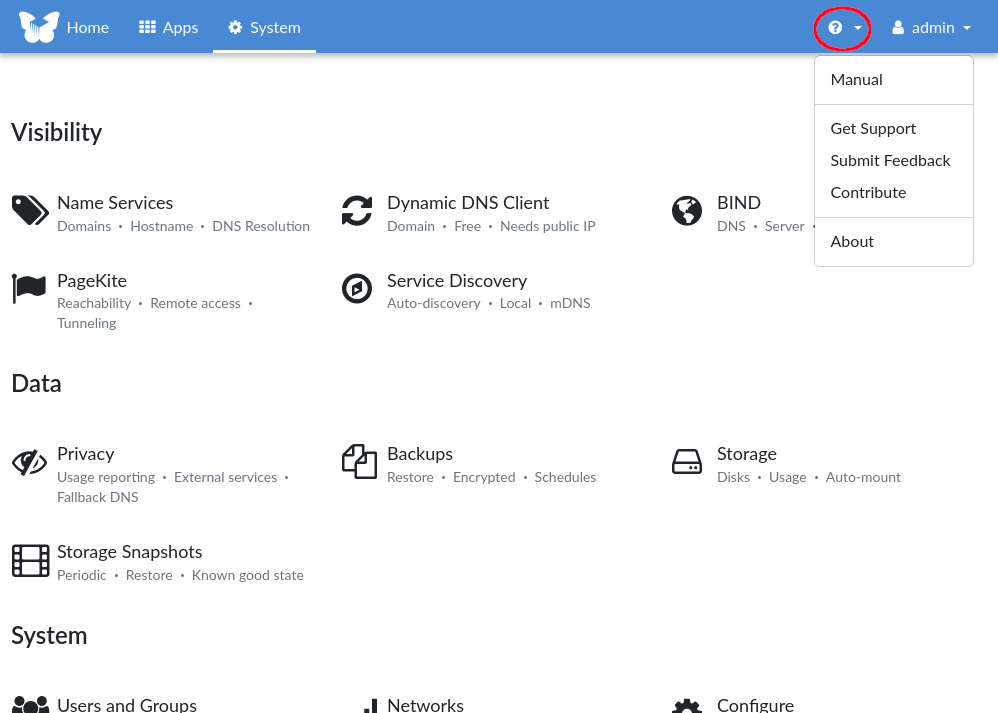 Home Apps System admin
Manual
Get Support
Submit Feedback
Contribute
About
Visibility
Name Services
Domains • Hostname • DNS Resolution
Dynamic DNS Client
Domain • Free • Needs public IP
BIND
DNS • Server •
PageKite
Reachability • Remote access •
Tunneling
Service Discovery
Auto-discovery • Local • mDNS
Data
Privacy
Usage reporting • External services •
Fallback DNS
Backups
Restore • Encrypted • Schedules
Storage
Disks • Usage • Auto-mount
Storage Snapshots
Periodic • Restore • Known good state
System
Users and Groups
Networks
Configure